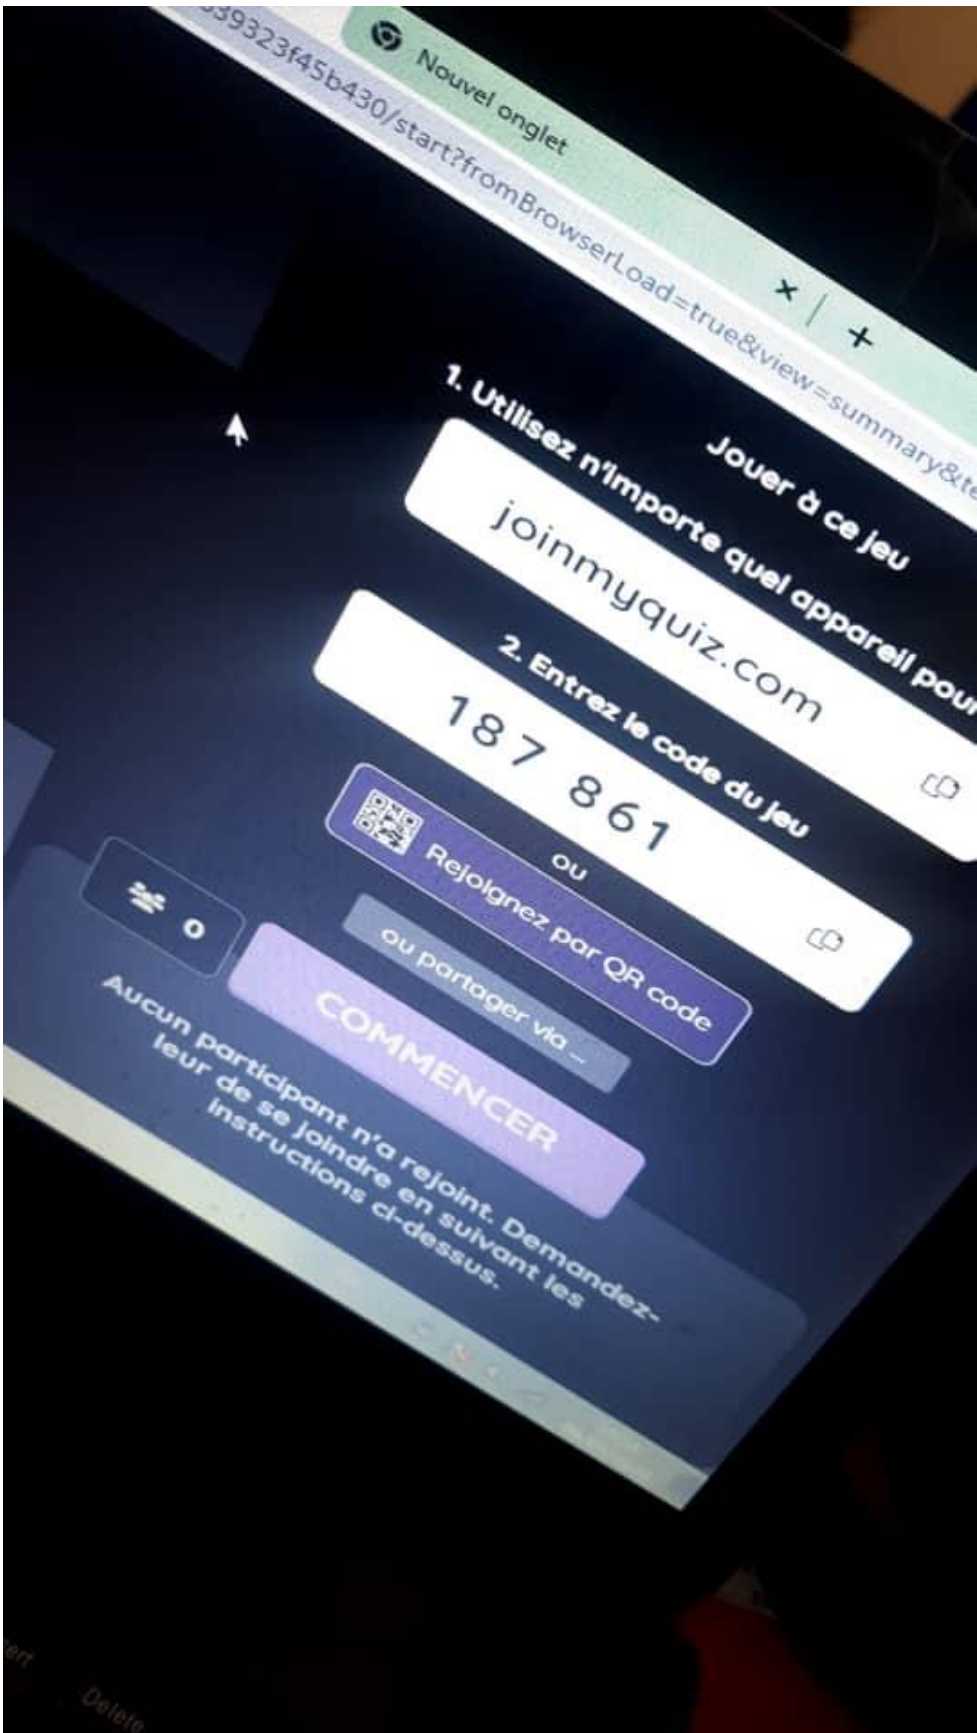 Nouvel onglet
39323f45b430/start?fromBrowserLoad=true&view=summary&te
Jouer à ce jeu
1. Utilisez n'importe quel appareil pour
joinmyquiz.com
2. Entrez le code du jeu
187 861
ou
Rejoignez par QR code
ou partager via ...
0
COMMENCER
Aucun participant n'a rejoint. Demandez-
leur de se joindre en suivant les
instructions ci-dessus.
Delete